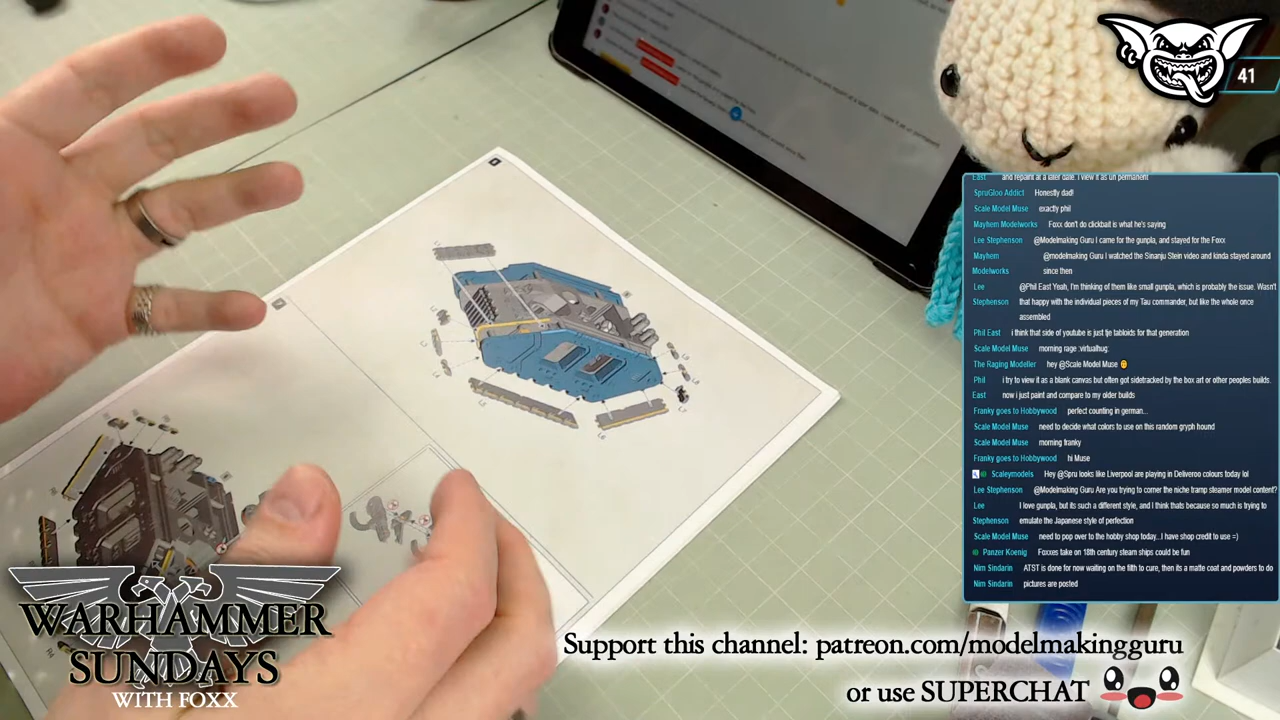 41
East and repaint at a later date. I view it as un permanent
SpruGloo Addict Honestly dad!
Scale Model Muse exactly phil
Mayhem Modelworks Foxx don't do clickbait is what he's saying
Lee Stephenson @Modelmaking Guru I came for the gunpla, and stayed for the Foxx
Mayhem @modelmaking Guru I watched the Sinanju Stein video and kinda stayed around
Modelworks since then
Lee @Phil East Yeah, I'm thinking of them like small gunpla, which is probably the issue. Wasn't
Stephenson that happy with the individual pieces of my Tau commander, but like the whole once
assembled
Phil East i think that side of youtube is just tje tabloids for that generation
Scale Model Muse morning rage :virtualhug:
The Raging Modeller hey @Scale Model Muse
Phil i try to view it as a blank canvas but often got sidetracked by the box art or other peoples builds.
East now i just paint and compare to my older builds
Franky goes to Hobbywood perfect counting in german...
Scale Model Muse need to decide what colors to use on this random gryph hound
Scale Model Muse morning franky
Franky goes to Hobbywood hi Muse
Scaleymodels Hey @Spru looks like Liverpool are playing in Deliveroo colours today lol
Lee Stephenson @Modelmaking Guru Are you trying to corner the niche tramp steamer model content?
Lee I love gunpla, but its such a different style, and I think thats because so much is trying to
Stephenson emulate the Japanese style of perfection
Scale Model Muse need to pop over to the hobby shop today...I have shop credit to use =)
Panzer Koenig Foxxes take on 18th century steam ships could be fun
Nim Sindarin ATST is done for now waiting on the filth to cure, then its a matte coat and powders to do
Nim Sindarin pictures are posted
WARHAMMER
SUNDAYS
WITH FOXX
Support this channel: patreon.com/modelmakingguru
or use SUPERCHAT